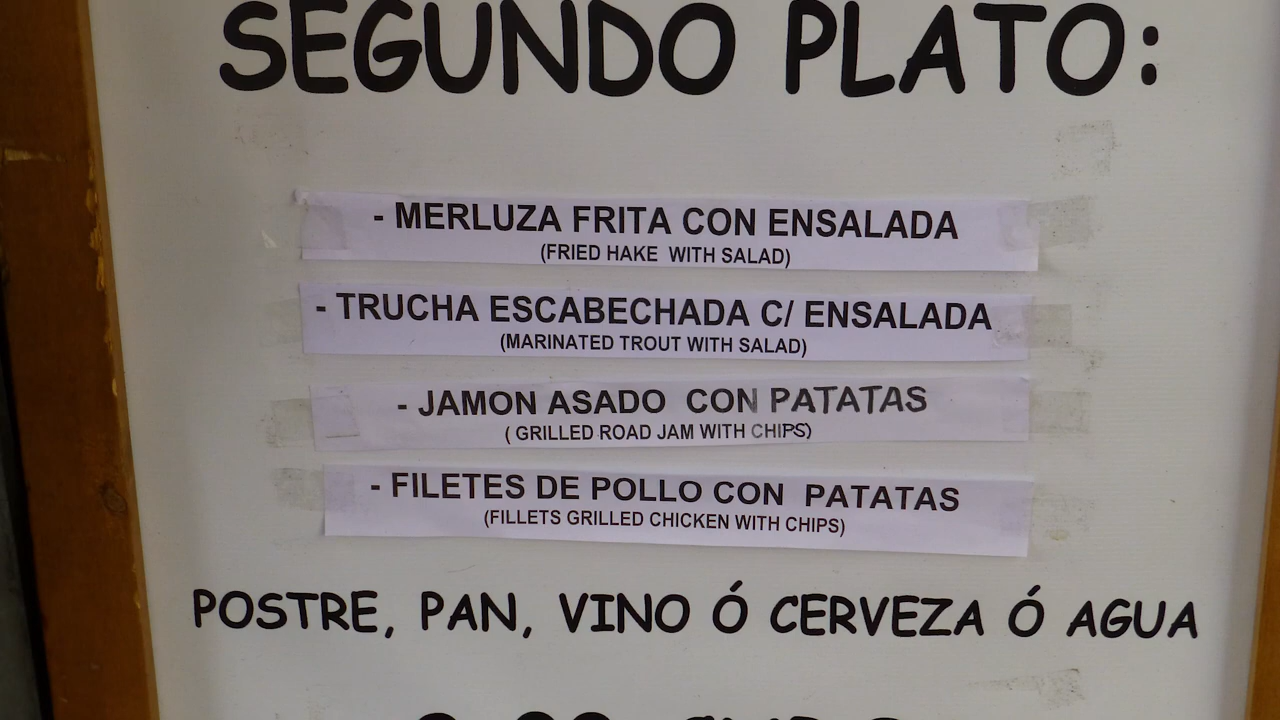 SEGUNDO PLATO:
- MERLUZA FRITA CON ENSALADA
(FRIED HAKE WITH SALAD)
- TRUCHA ESCABECHADA C/ ENSALADA
(MARINATED TROUT WITH SALAD)
- JAMON ASADO CON PATATAS
( GRILLED ROAD JAM WITH CHIPS)
- FILETES DE POLLO CON PATATAS
(FILLETS GRILLED CHICKEN WITH CHIPS)
POSTRE, PAN, VINO Ó CERVEZA Ó AGUA